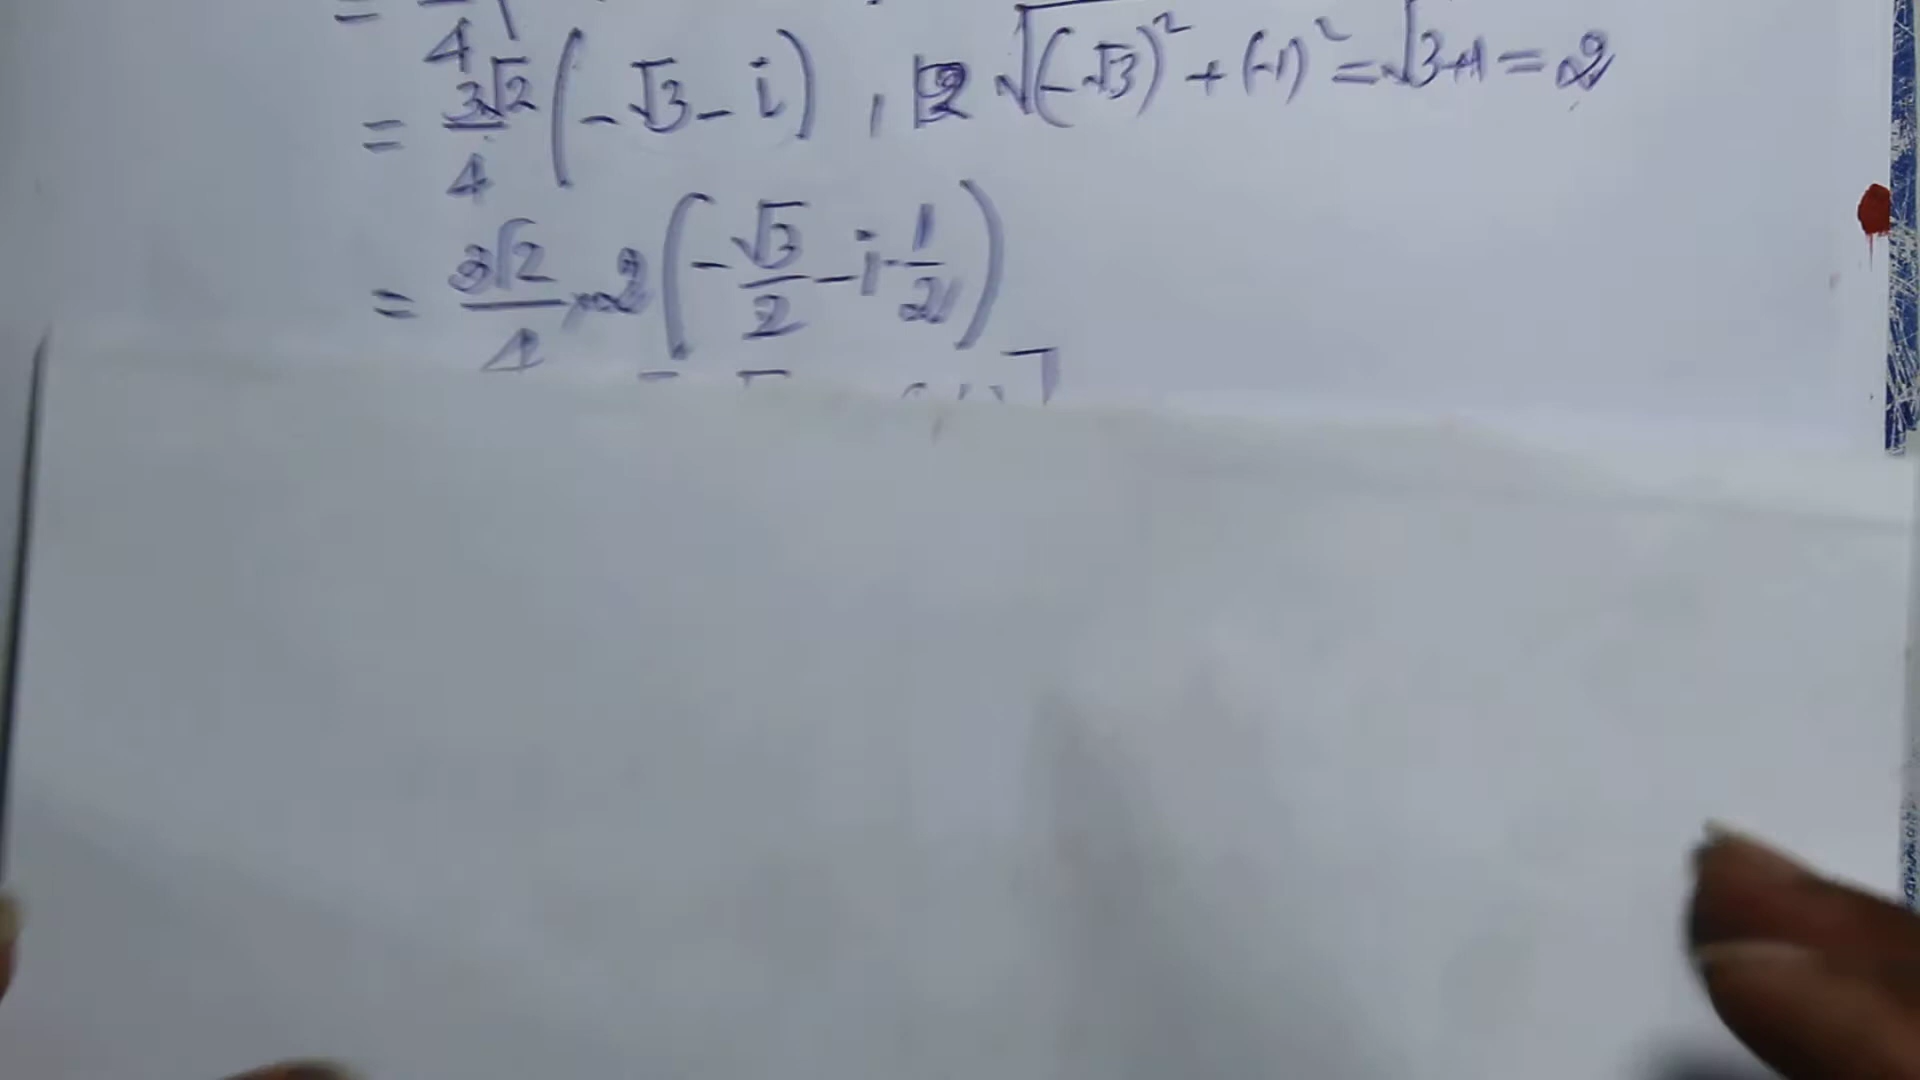 = 3√2/4 (-√3 - i) , 2 √((-√3)² + (-1)²) = √3+1 = 2
= 3√2/4 × 2 (-√3/2 - i · 1/2)